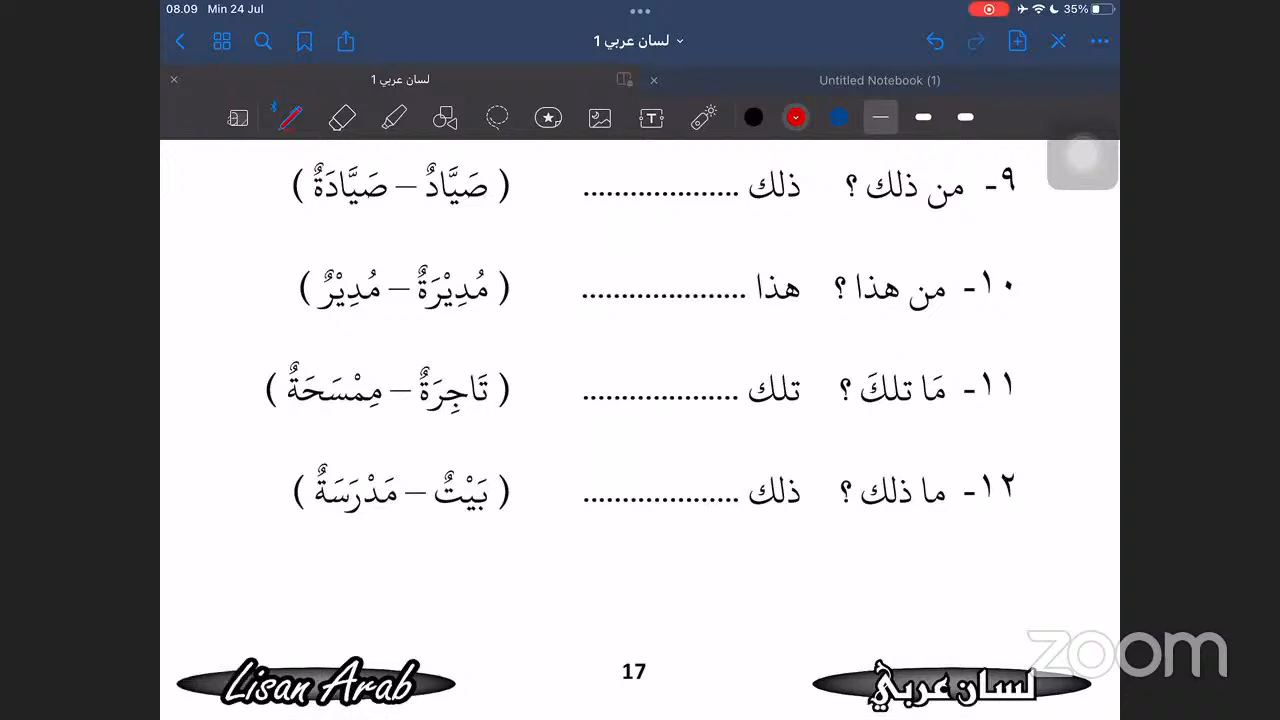 08.09 Min 24 Jul 35%
لسان عربي 1
لسان عربي 1
Untitled Notebook (1)
٩- من ذلك ؟ ذلك .................... ( صَيَّادٌ – صَيَّادَةٌ )
١٠- من هذا ؟ هذا ..................... ( مُدِيْرَةٌ – مُدِيْرٌ )
١١- مَا تلكَ ؟ تلك .................... ( تَاجِرَةٌ – مِمْسَحَةٌ )
١٢- ما ذلك ؟ ذلك .................... ( بَيْتٌ – مَدْرَسَةٌ )
zoom
Lisan Arab 17 لسان عربي